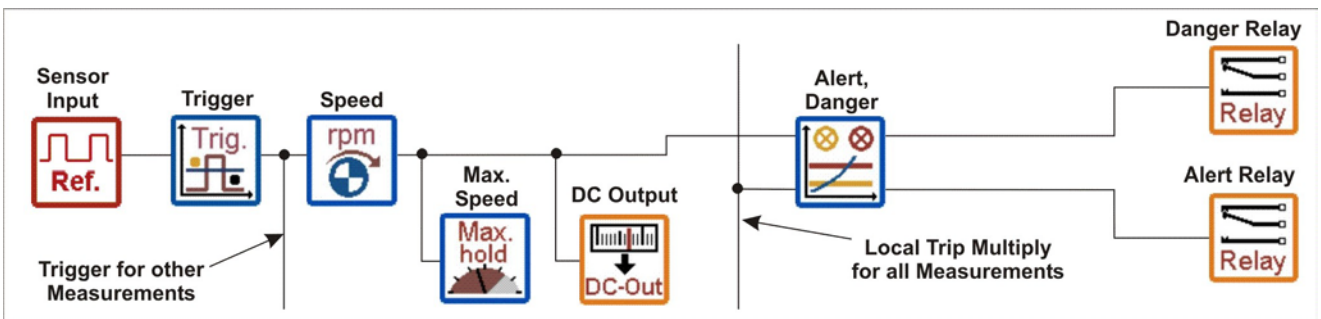 Danger Relay
Relay
Sensor
Input
Ref.
Trigger
Trig.
Speed
rpm
Alert,
Danger
Max.
Speed
Max.
hold
DC Output
DC-Out
Alert Relay
Relay
Trigger for other
Measurements
Local Trip Multiply
for all Measurements